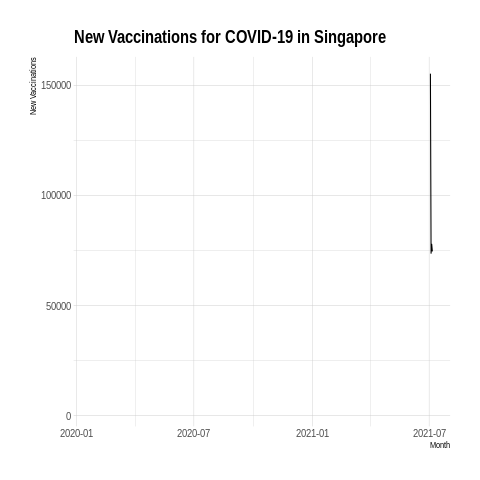 New Vaccinations for COVID-19 in Singapore
New Vaccinations
150000
100000
50000
0
2020-01 2020-07 2021-01 2021-07
Month